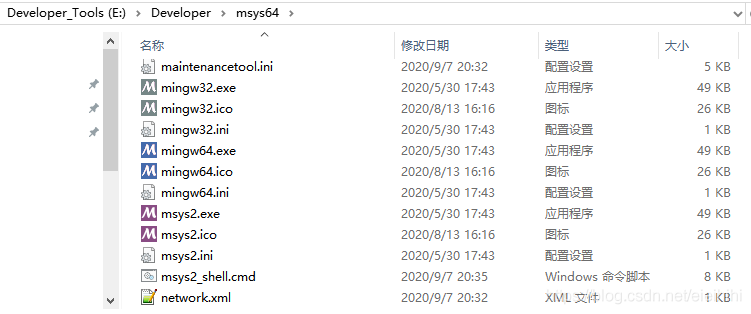 Developer_Tools (E:) > Developer > msys64 >
名称 修改日期 类型 大小
maintenancetool.ini 2020/9/7 20:32 配置设置 5 KB
mingw32.exe 2020/5/30 17:43 应用程序 49 KB
mingw32.ico 2020/8/13 16:16 图标 26 KB
mingw32.ini 2020/5/30 17:43 配置设置 1 KB
mingw64.exe 2020/5/30 17:43 应用程序 49 KB
mingw64.ico 2020/8/13 16:16 图标 26 KB
mingw64.ini 2020/5/30 17:43 配置设置 1 KB
msys2.exe 2020/5/30 17:43 应用程序 49 KB
msys2.ico 2020/8/13 16:16 图标 26 KB
msys2.ini 2020/5/30 17:43 配置设置 1 KB
msys2_shell.cmd 2020/9/7 20:35 Windows 命令脚本 8 KB
network.xml 2020/9/7 20:32 XML 文件 1 KB